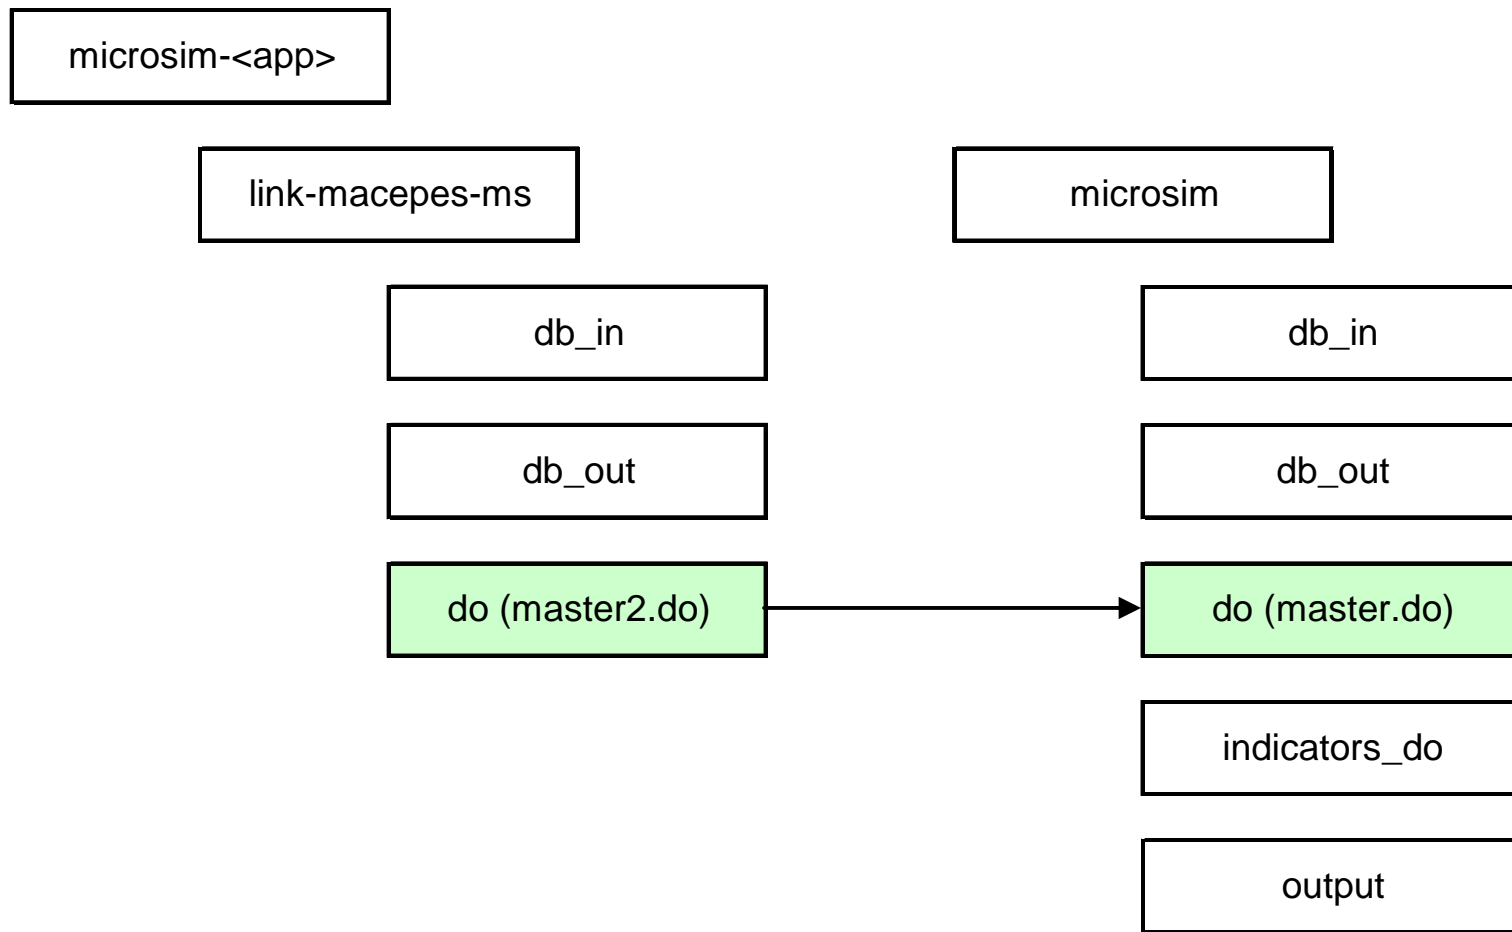 microsim-<app>
link-macepes-ms
microsim
db_in
db_in
db_out
db_out
do (master2.do)
do (master.do)
indicators_do
output